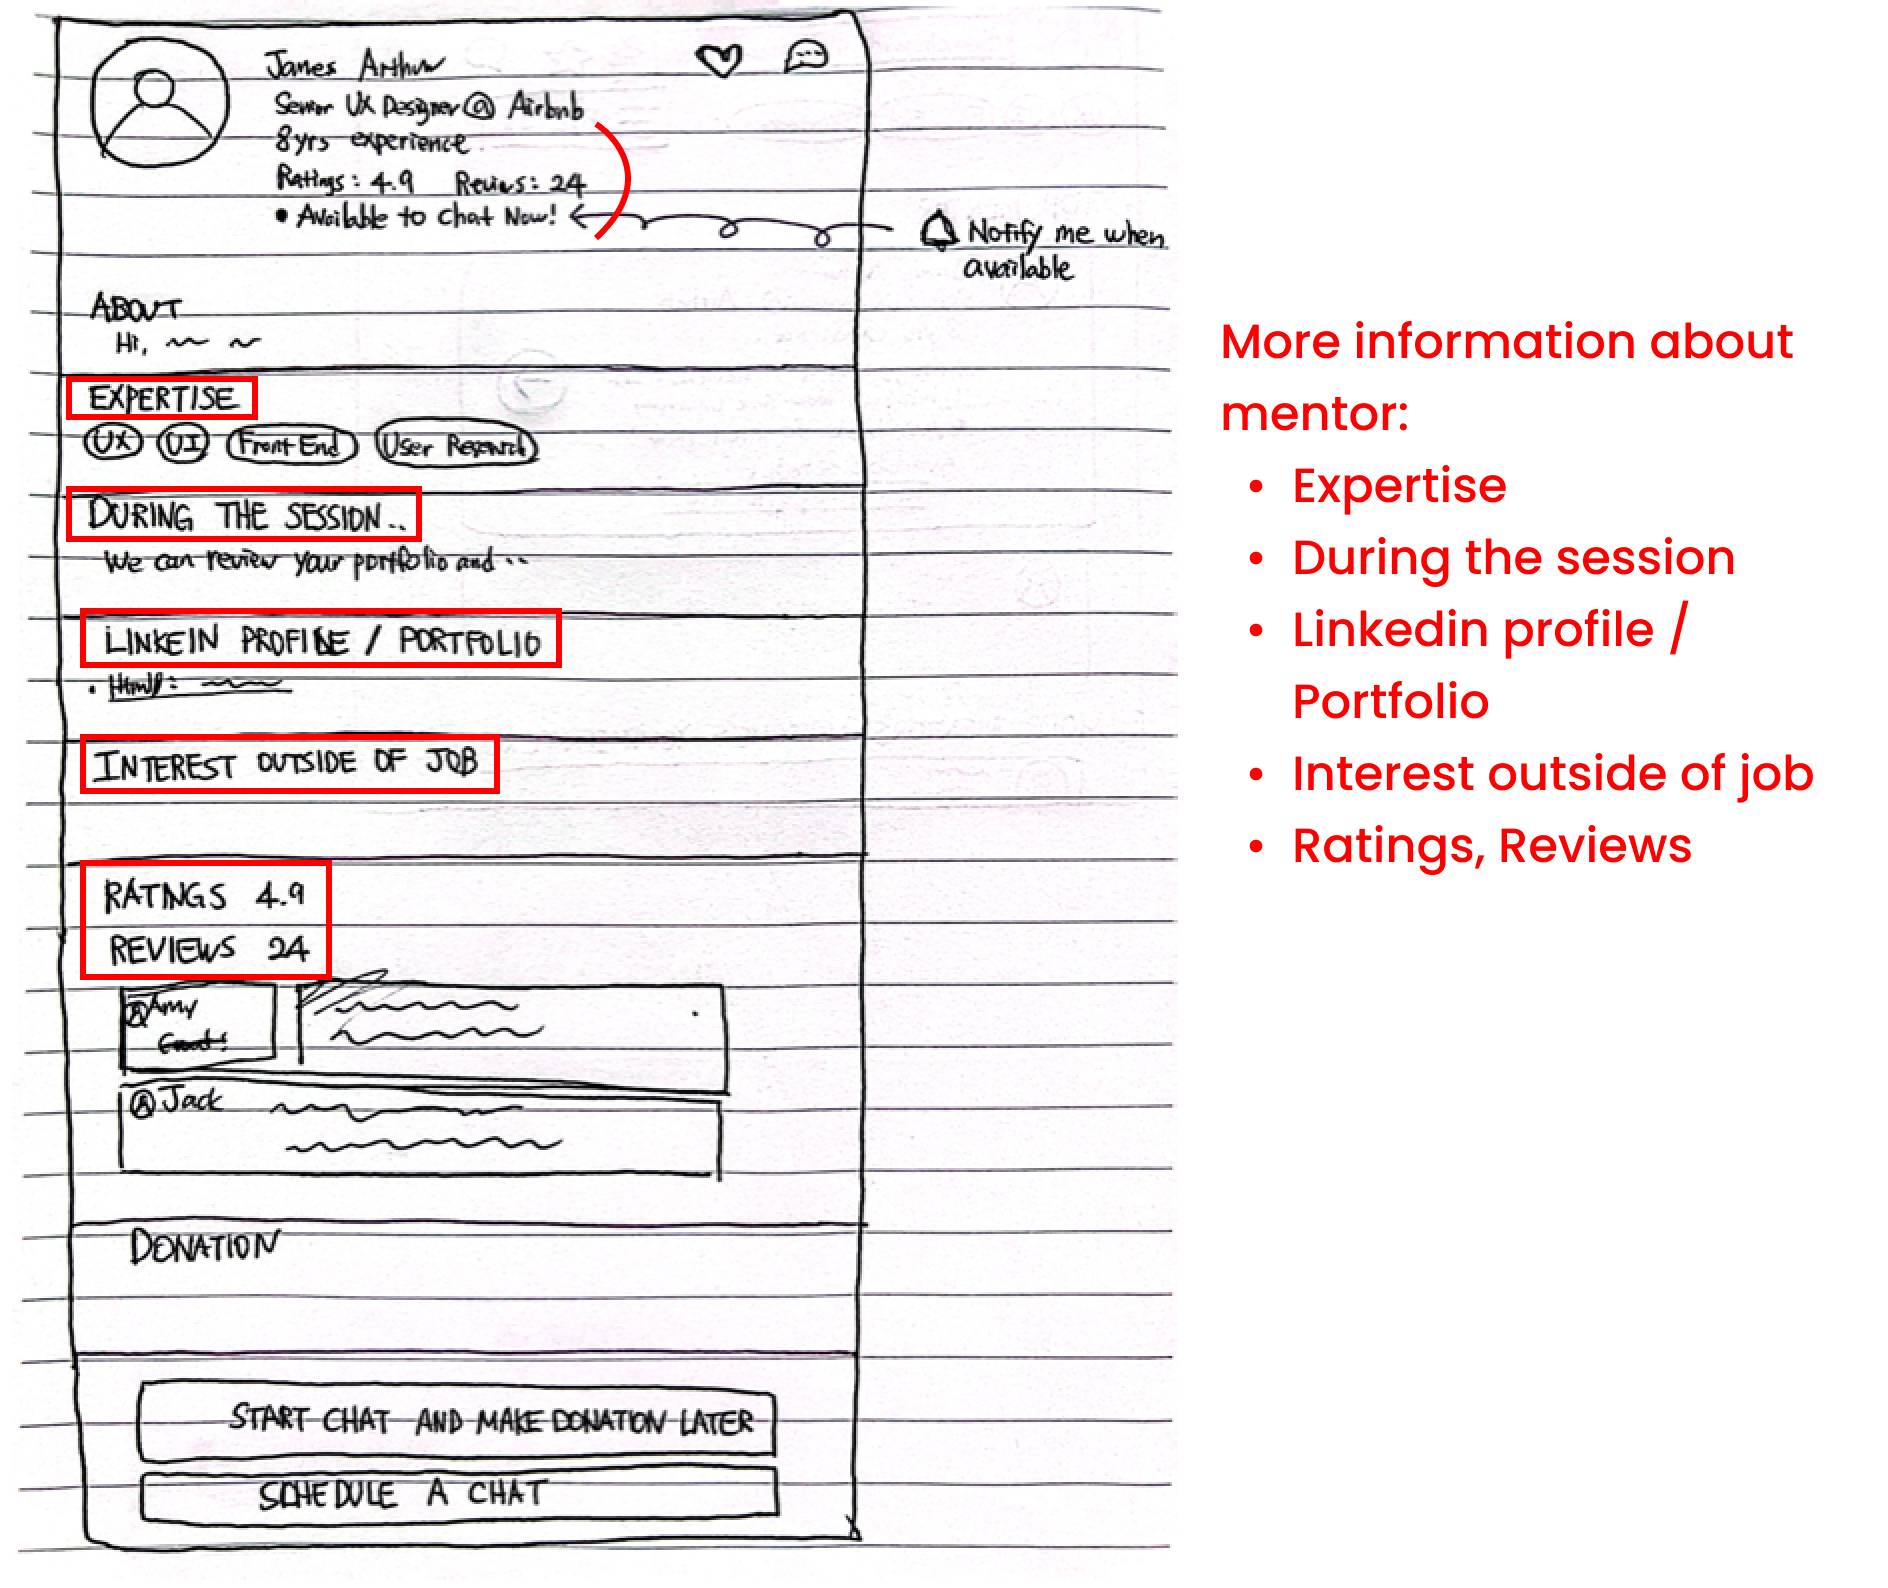 James Arthur
Senior UX Designer @ Airbnb
8yrs experience
Ratings: 4.9 Reviews: 24
• Available to Chat Now!
Notify me when
available
ABOUT
Hi,
EXPERTISE
UX UI Front End User Research
DURING THE SESSION..
We can review your portfolio and ..
LINKEIN PROFILE / PORTFOLIO
INTEREST OUTSIDE OF JOB
RATINGS 4.9
REVIEWS 24
Amy
Jack
DONATION
START CHAT AND MAKE DONATION LATER
SCHEDULE A CHAT
More information about
mentor:
• Expertise
• During the session
• Linkedin profile /
Portfolio
• Interest outside of job
• Ratings, Reviews